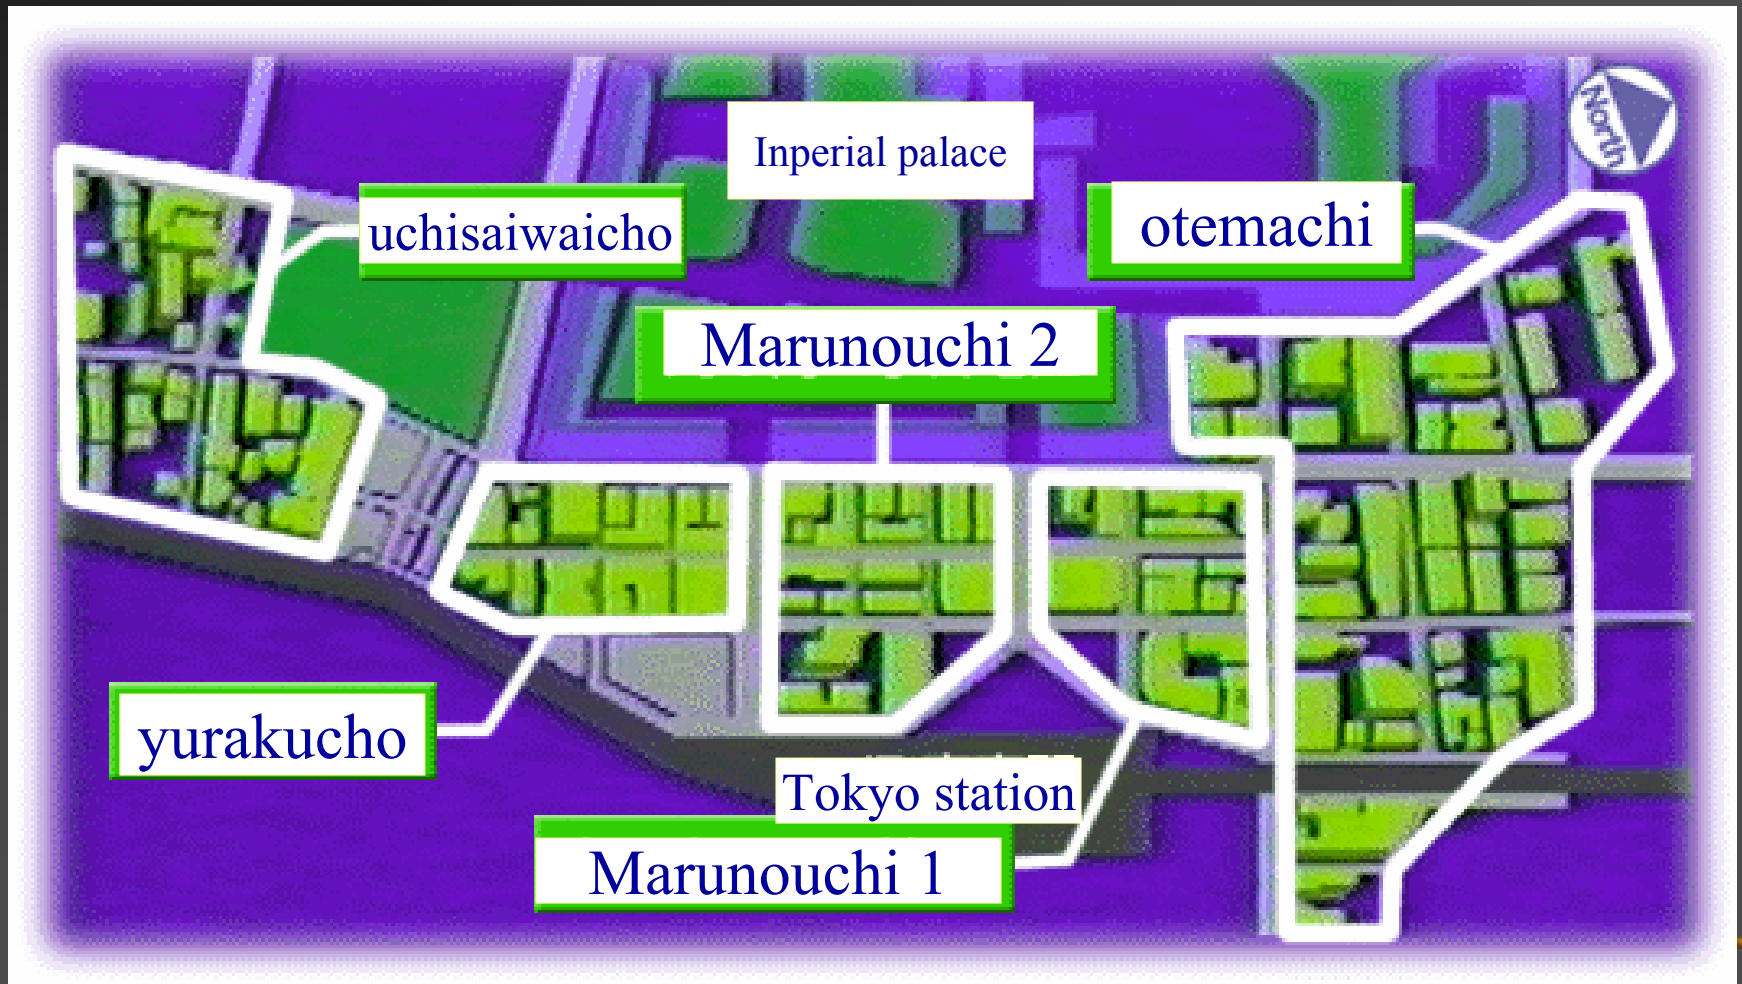 North
Inperial palace
uchisaiwaicho
otemachi
Marunouchi 2
yurakucho
Tokyo station
Marunouchi 1